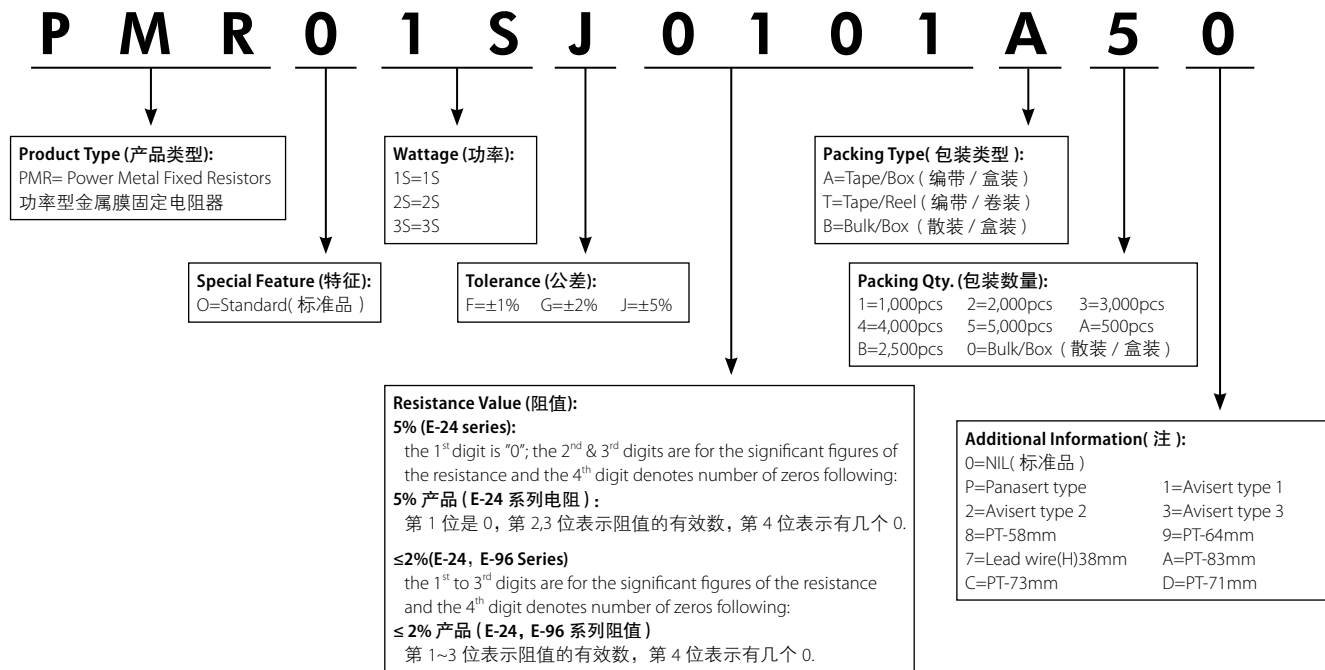 P M R 0 1 S J 0 1 0 1 A 5 0
Product Type (产品类型):
PMR= Power Metal Fixed Resistors
功率型金属膜固定电阻器
Wattage (功率):
1S=1S
2S=2S
3S=3S
Packing Type( 包装类型 ):
A=Tape/Box ( 编带 / 盒装 )
T=Tape/Reel ( 编带 / 卷装 )
B=Bulk/Box ( 散装 / 盒装 )
Special Feature (特征):
O=Standard( 标准品 )
Tolerance (公差):
F=±1% G=±2% J=±5%
Packing Qty. (包装数量):
1=1,000pcs 2=2,000pcs 3=3,000pcs
4=4,000pcs 5=5,000pcs A=500pcs
B=2,500pcs 0=Bulk/Box ( 散装 / 盒装 )
Resistance Value (阻值):
5% (E-24 series):
the 1st digit is "0"; the 2nd & 3rd digits are for the significant figures of
the resistance and the 4th digit denotes number of zeros following:
5% 产品 ( E-24 系列电阻 ) :
第 1 位是 0，第 2,3 位表示阻值的有效数，第 4 位表示有几个 0.
≤2%(E-24, E-96 Series)
the 1st to 3rd digits are for the significant figures of the resistance
and the 4th digit denotes number of zeros following:
≤ 2% 产品 ( E-24, E-96 系列阻值 )
第 1~3 位表示阻值的有效数，第 4 位表示有几个 0.
Additional Information( 注 ):
0=NIL( 标准品 )
P=Panasert type 1=Avisert type 1
2=Avisert type 2 3=Avisert type 3
8=PT-58mm 9=PT-64mm
7=Lead wire(H)38mm A=PT-83mm
C=PT-73mm D=PT-71mm